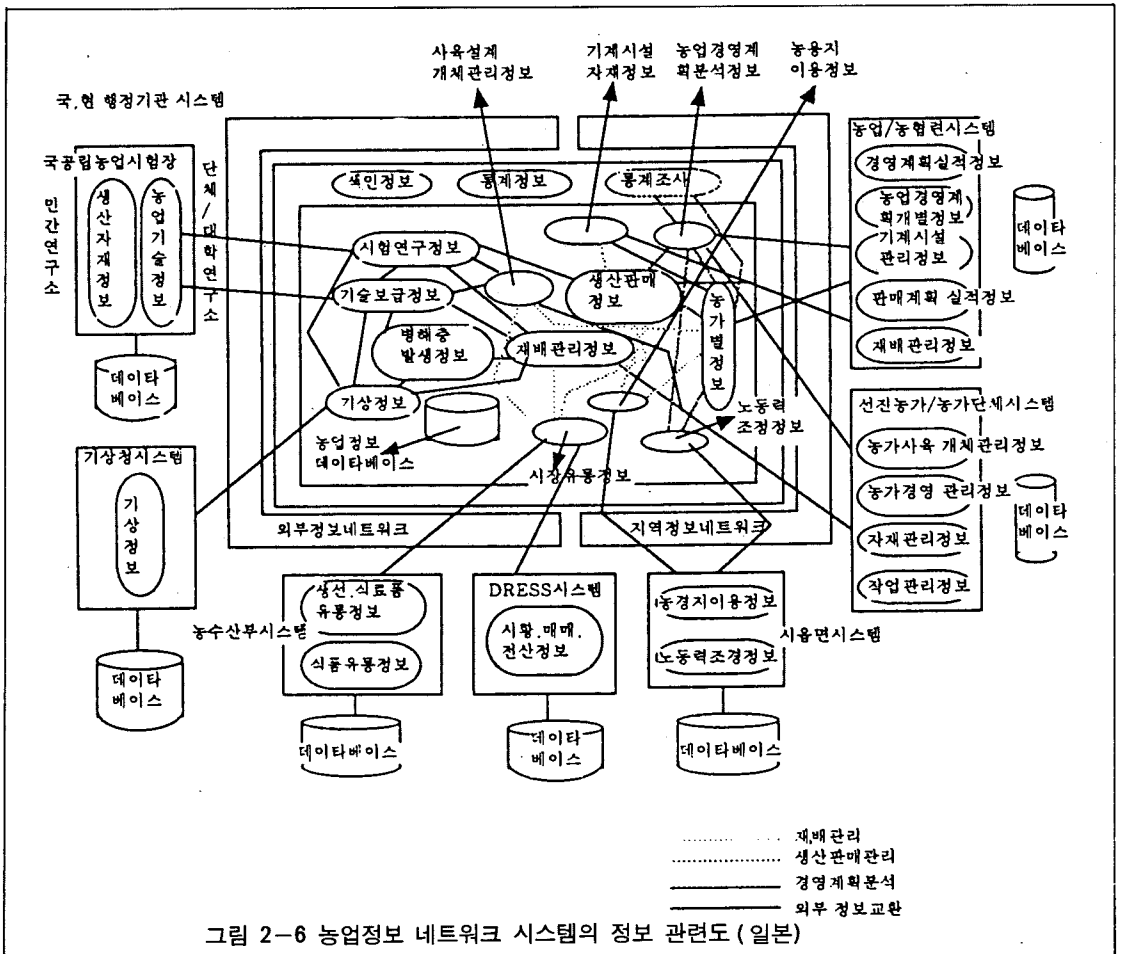 사육설계
개체관리정보
기계시설
자재정보
농업경영계
획분석정보
농용지
이용정보
국,현 행정기관 시스템
국공립농업시험장
민간연구소
생산자재정보
농업기술정보
단체/대학연구소
데이타
베이스
기상청시스템
기상정보
데이타
베이스
색인정보
통계정보
통계조사
시험연구정보
기술보급정보
병해충
발생정보
기상정보
생산판매
정보
재배관리정보
농가별정보
농업정보
데이타베이스
시장유통정보
노동력
조정정보
외부정보네트워크
지역정보네트워크
농업/농협련시스템
경영계획실적정보
농업경영계
획개별정보
기계시설
관리정보
판매계획 실적정보
재배관리정보
데이타
베이스
선진농가/농가단체시스템
농가사육 개체관리정보
농가경영 관리정보
자재관리정보
작업관리정보
데이타
베이스
농수산부시스템
생선.식료품
유통정보
식품유통정보
데이타베이스
DRESS시스템
시황.매매.
전산정보
데이타
베이스
농경지이용정보
노동력조경정보
시읍면시스템
데이타베이스
재배관리
생산판매관리
경영계획분석
외부 정보교환
그림 2-6 농업정보 네트워크 시스템의 정보 관련도 (일본)